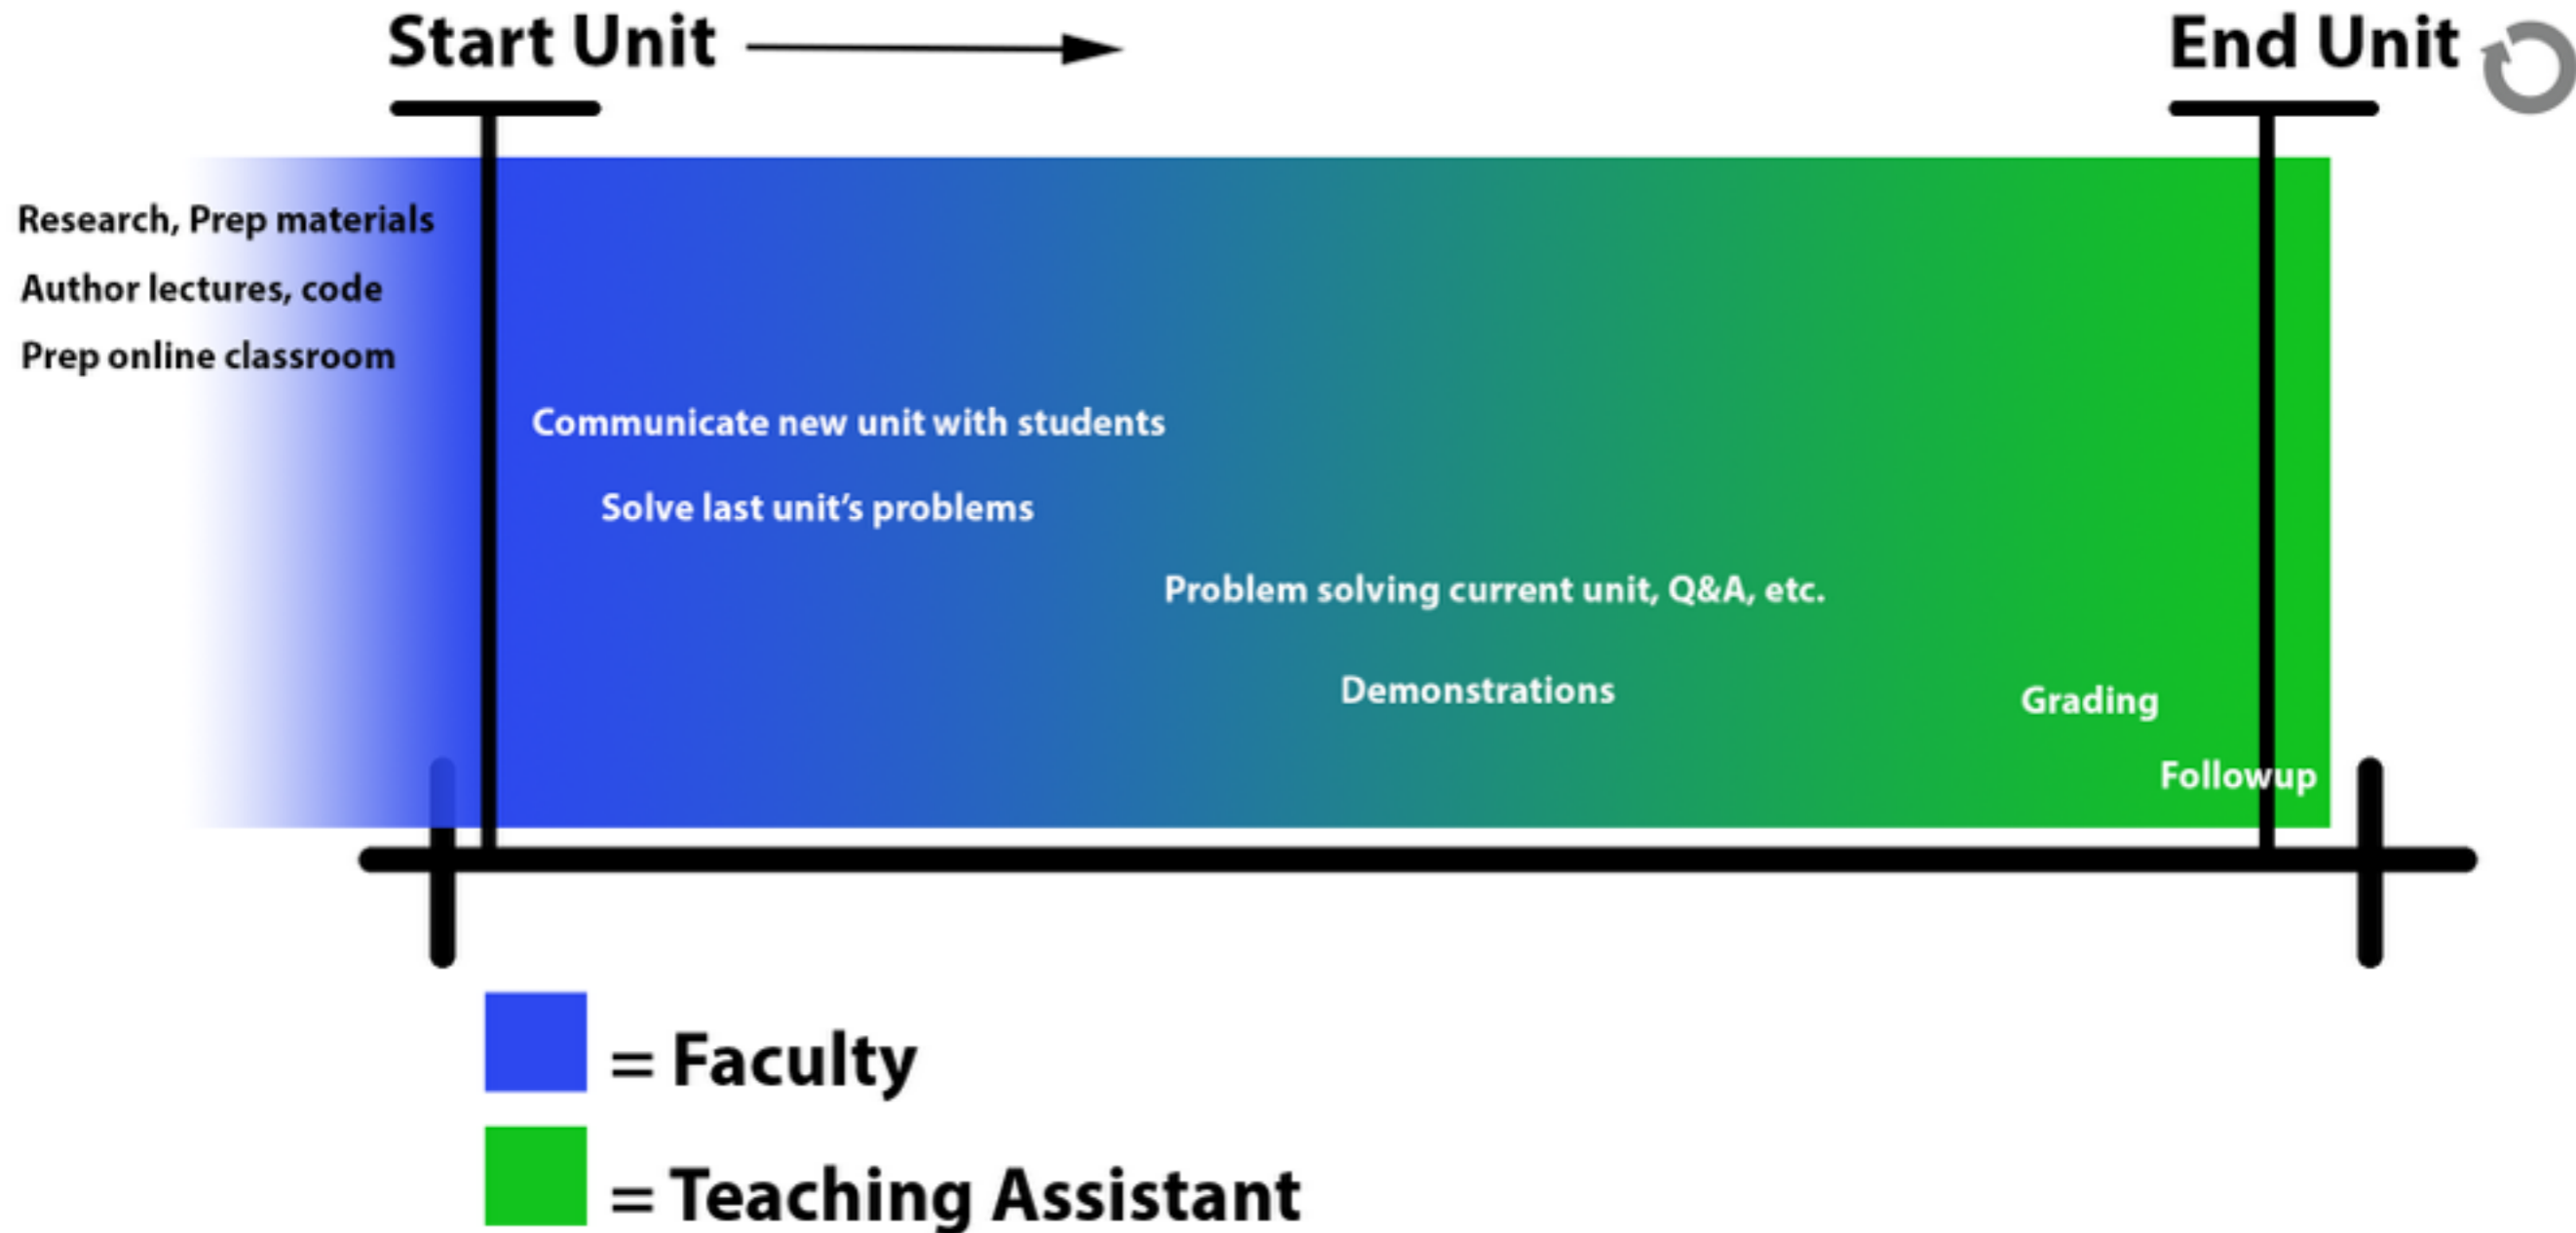 Start Unit
End Unit
Research, Prep materials
Author lectures, code
Prep online classroom
Communicate new unit with students
Solve last unit’s problems
Problem solving current unit, Q&A, etc.
Demonstrations
Grading
Followup
= Faculty
= Teaching Assistant